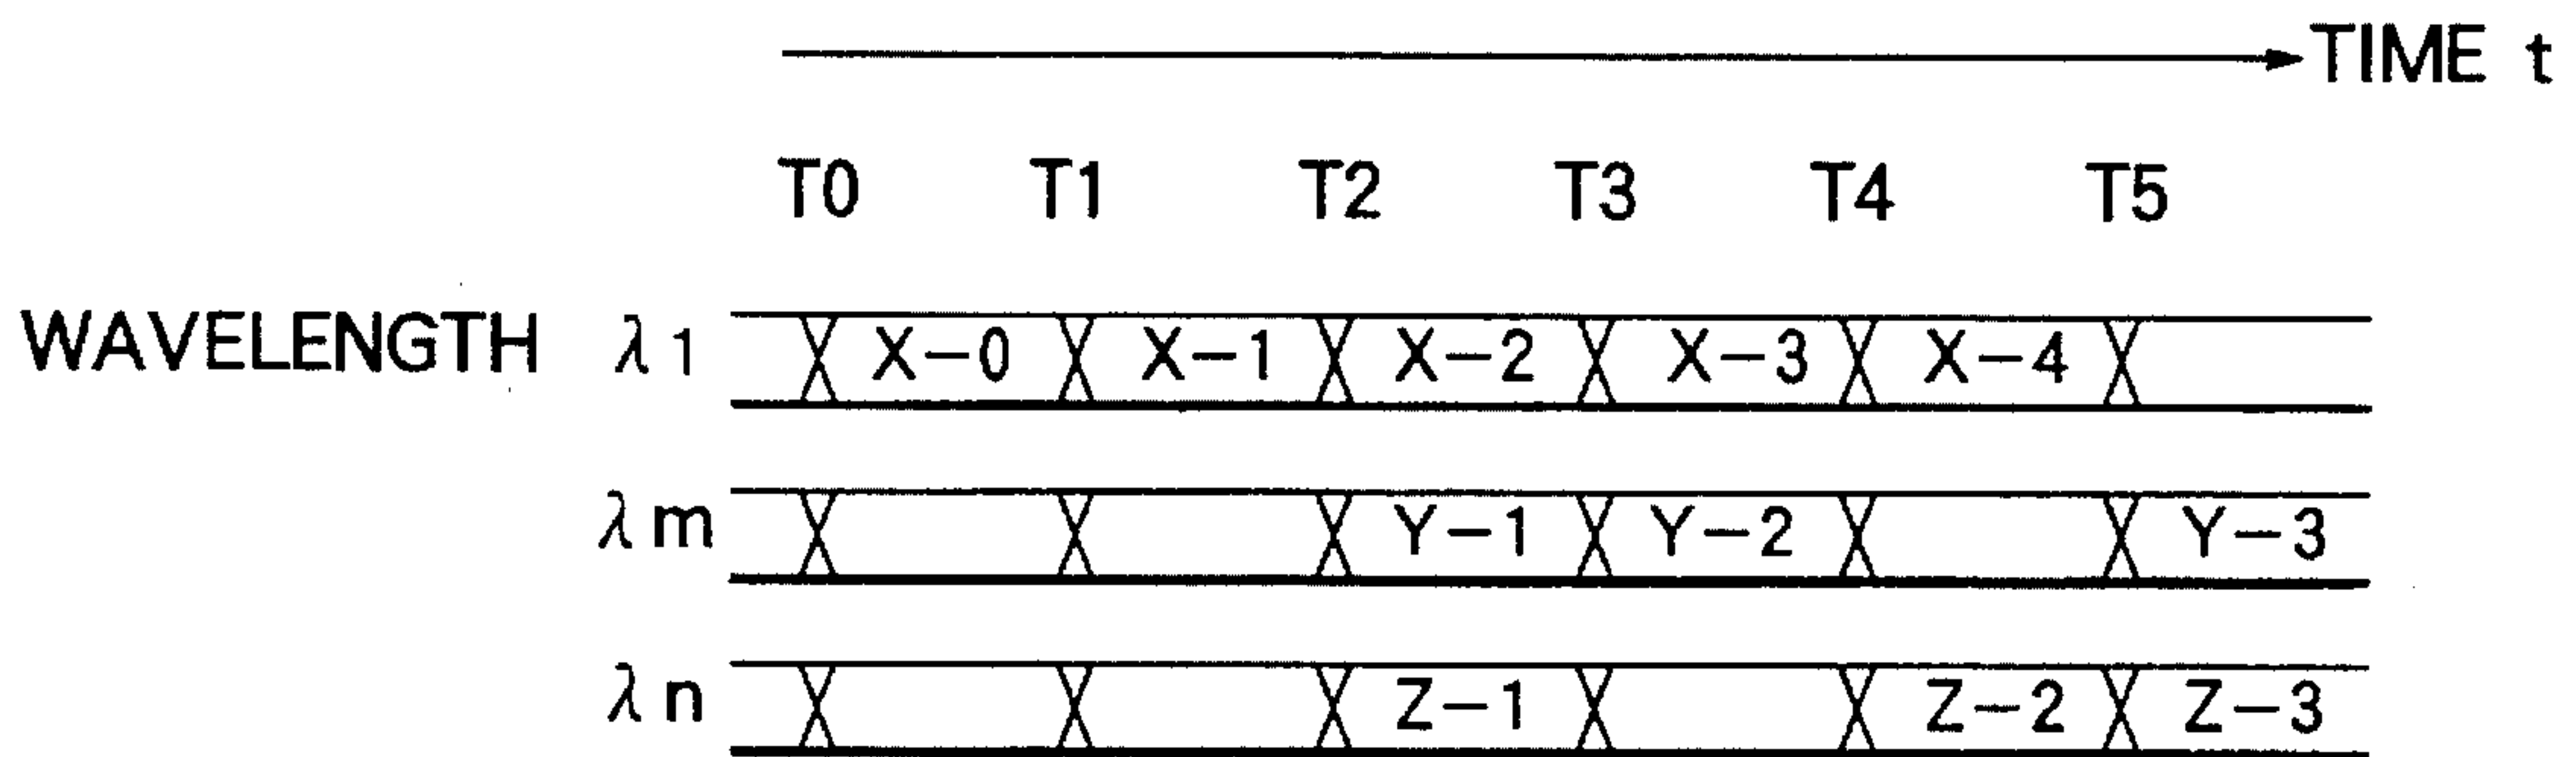 TIME t
T0 T1 T2 T3 T4 T5
WAVELENGTH λ1 X-0 X-1 X-2 X-3 X-4
λm Y-1 Y-2 Y-3
λn Z-1 Z-2 Z-3